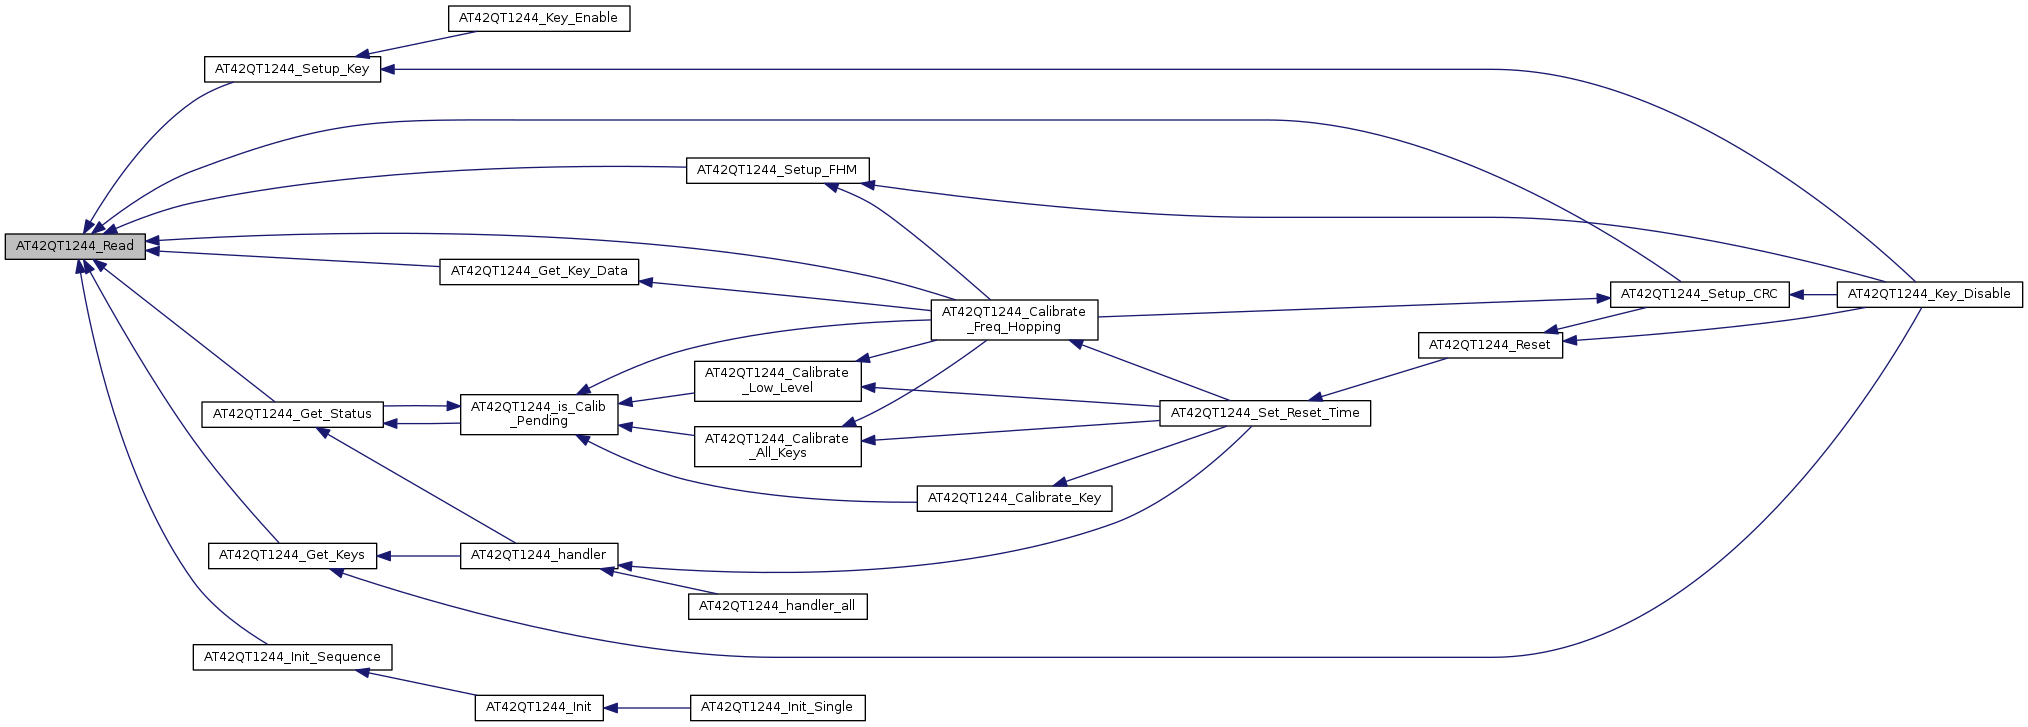 AT42QT1244_Key_Enable
AT42QT1244_Setup_Key
AT42QT1244_Setup_FHM
AT42QT1244_Read
AT42QT1244_Get_Key_Data
AT42QT1244_Setup_CRC
AT42QT1244_Key_Disable
AT42QT1244_Calibrate
_Freq_Hopping
AT42QT1244_Reset
AT42QT1244_Calibrate
_Low_Level
AT42QT1244_Get_Status
AT42QT1244_is_Calib
_Pending
AT42QT1244_Set_Reset_Time
AT42QT1244_Calibrate
_All_Keys
AT42QT1244_Calibrate_Key
AT42QT1244_Get_Keys
AT42QT1244_handler
AT42QT1244_handler_all
AT42QT1244_Init_Sequence
AT42QT1244_Init
AT42QT1244_Init_Single